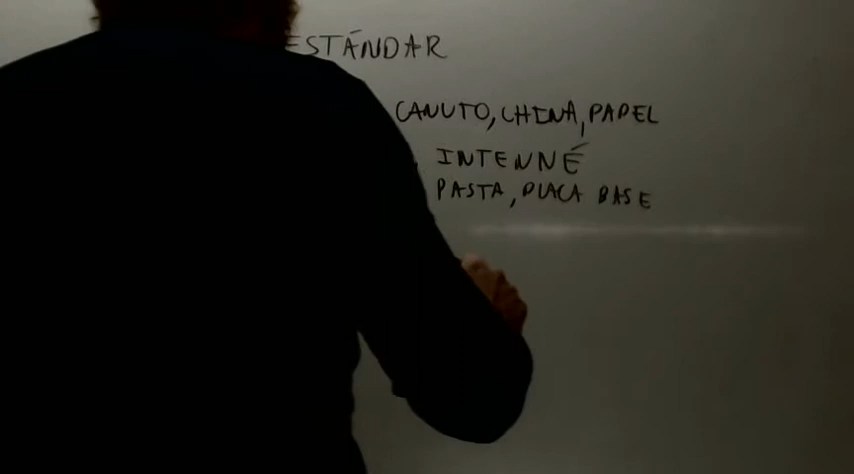 ESTÁNDAR
CANUTO, CHINA, PAPEL
INTENNÉ
PASTA, PLACA BASE